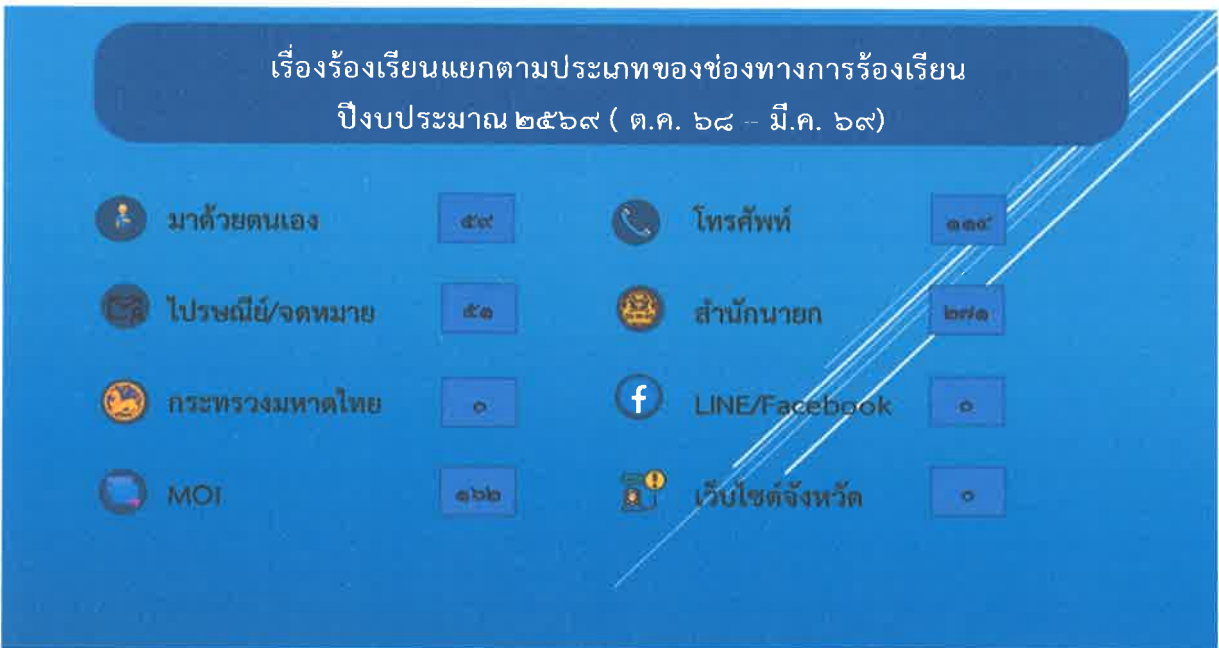 เรื่องร้องเรียนแยกตามประเภทของช่องทางการร้องเรียน
ปีงบประมาณ ๒๕๖๙ ( ต.ค. ๖๘ – มี.ค. ๖๙)
มาด้วยตนเอง ๕๙ โทรศัพท์ ๑๑๙
ไปรษณีย์/จดหมาย ๕๑ สำนักนายก ๒๗๑
กระทรวงมหาดไทย ๐ LINE/Facebook ๐
MOI ๑๖๒ เว็บไซต์จังหวัด ๐